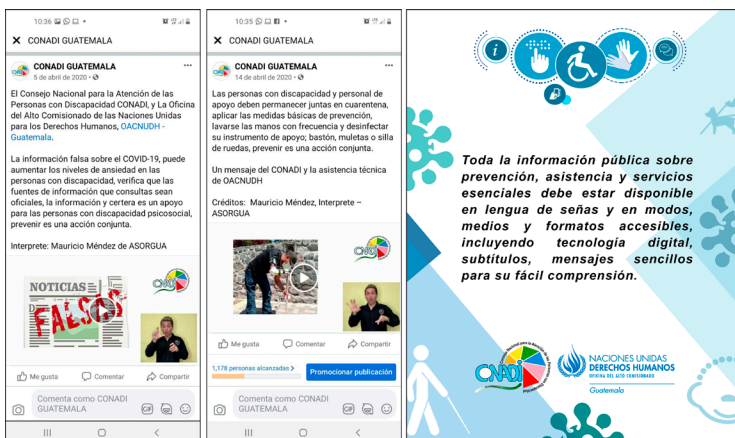 10:36
CONADI GUATEMALA
CONADI GUATEMALA
5 de abril de 2020
El Consejo Nacional para la Atención de las
Personas con Discapacidad CONADI, y La Oficina
del Alto Comisionado de las Naciones Unidas
para los Derechos Humanos, OACNUDH -
Guatemala.
La información falsa sobre el COVID-19, puede
aumentar los niveles de ansiedad en las
personas con discapacidad, verifica que las
fuentes de información que consultas sean
oficiales, la información y certera es un apoyo
para las personas con discapacidad psicosocial,
prevenir es una acción conjunta.
Interprete: Mauricio Méndez de ASORGUA
NOTICIAS
FALSAS
CNADI
Me gusta
Comentar
Compartir
Comenta como CONADI
GUATEMALA
GIF
10:35
CONADI GUATEMALA
CONADI GUATEMALA
14 de abril de 2020
Las personas con discapacidad y personal de
apoyo deben permanecer juntas en cuarentena,
aplicar las medidas básicas de prevención,
lavarse las manos con frecuencia y desinfectar
su instrumento de apoyo; bastón, muletas o silla
de ruedas, prevenir es una acción conjunta.
Un mensaje del CONADI y la asistencia técnica
de OACNUDH
Créditos: Mauricio Méndez, Interprete –
ASORGUA
CNADI
Me gusta
Comentar
Compartir
1,178 personas alcanzadas >
Promocionar publicación
Comenta como CONADI
GUATEMALA
GIF
Toda la información pública sobre
prevención, asistencia y servicios
esenciales debe estar disponible
en lengua de señas y en modos,
medios y formatos accesibles,
incluyendo tecnología digital,
subtítulos, mensajes sencillos
para su fácil comprensión.
CNADI
NACIONES UNIDAS
DERECHOS HUMANOS
OFICINA DEL ALTO COMISIONADO
Guatemala